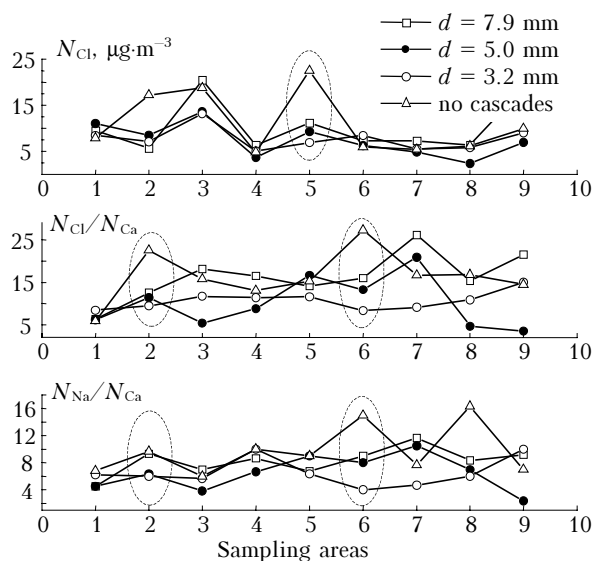 N_Cl, μg·m⁻³
d = 7.9 mm
d = 5.0 mm
d = 3.2 mm
no cascades
25
15
5
0 1 2 3 4 5 6 7 8 9 10
N_Cl/N_Ca
25
15
5
0 1 2 3 4 5 6 7 8 9 10
N_Na/N_Ca
16
12
8
4
0 1 2 3 4 5 6 7 8 9 10
Sampling areas